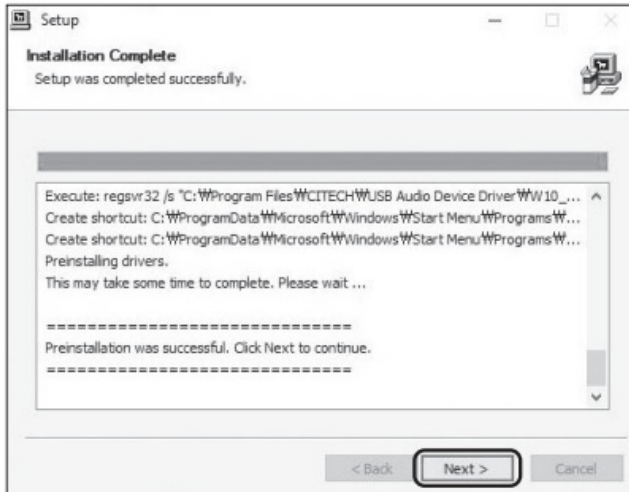 Setup
Installation Complete
Setup was completed successfully.
Execute: regsvr32 /s "C:₩Program Files₩CITECH₩USB Audio Device Driver₩W10_...
Create shortcut: C:₩ProgramData₩Microsoft₩Windows₩Start Menu₩Programs₩...
Create shortcut: C:₩ProgramData₩Microsoft₩Windows₩Start Menu₩Programs₩...
Preinstalling drivers.
This may take some time to complete. Please wait ...
==============================
Preinstallation was successful. Click Next to continue.
==============================
< Back Next > Cancel